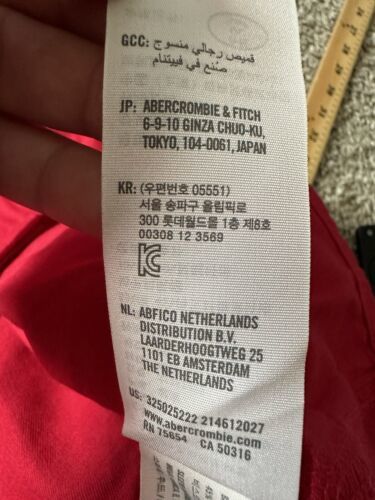 GCC: قميص رجالي منسوج
صنع في فييتنام
JP: ABERCROMBIE & FITCH
6-9-10 GINZA CHUO-KU,
TOKYO, 104-0061, JAPAN
KR: (우편번호 05551)
서울 송파구 올림픽로
300 롯데월드몰 1층 제8호
00308 12 3569
NL: ABFICO NETHERLANDS
DISTRIBUTION B.V.
LAARDERHOOGTWEG 25
1101 EB AMSTERDAM
THE NETHERLANDS
US: 325025222 214612027
www.abercrombie.com
RN 75654 CA 50316